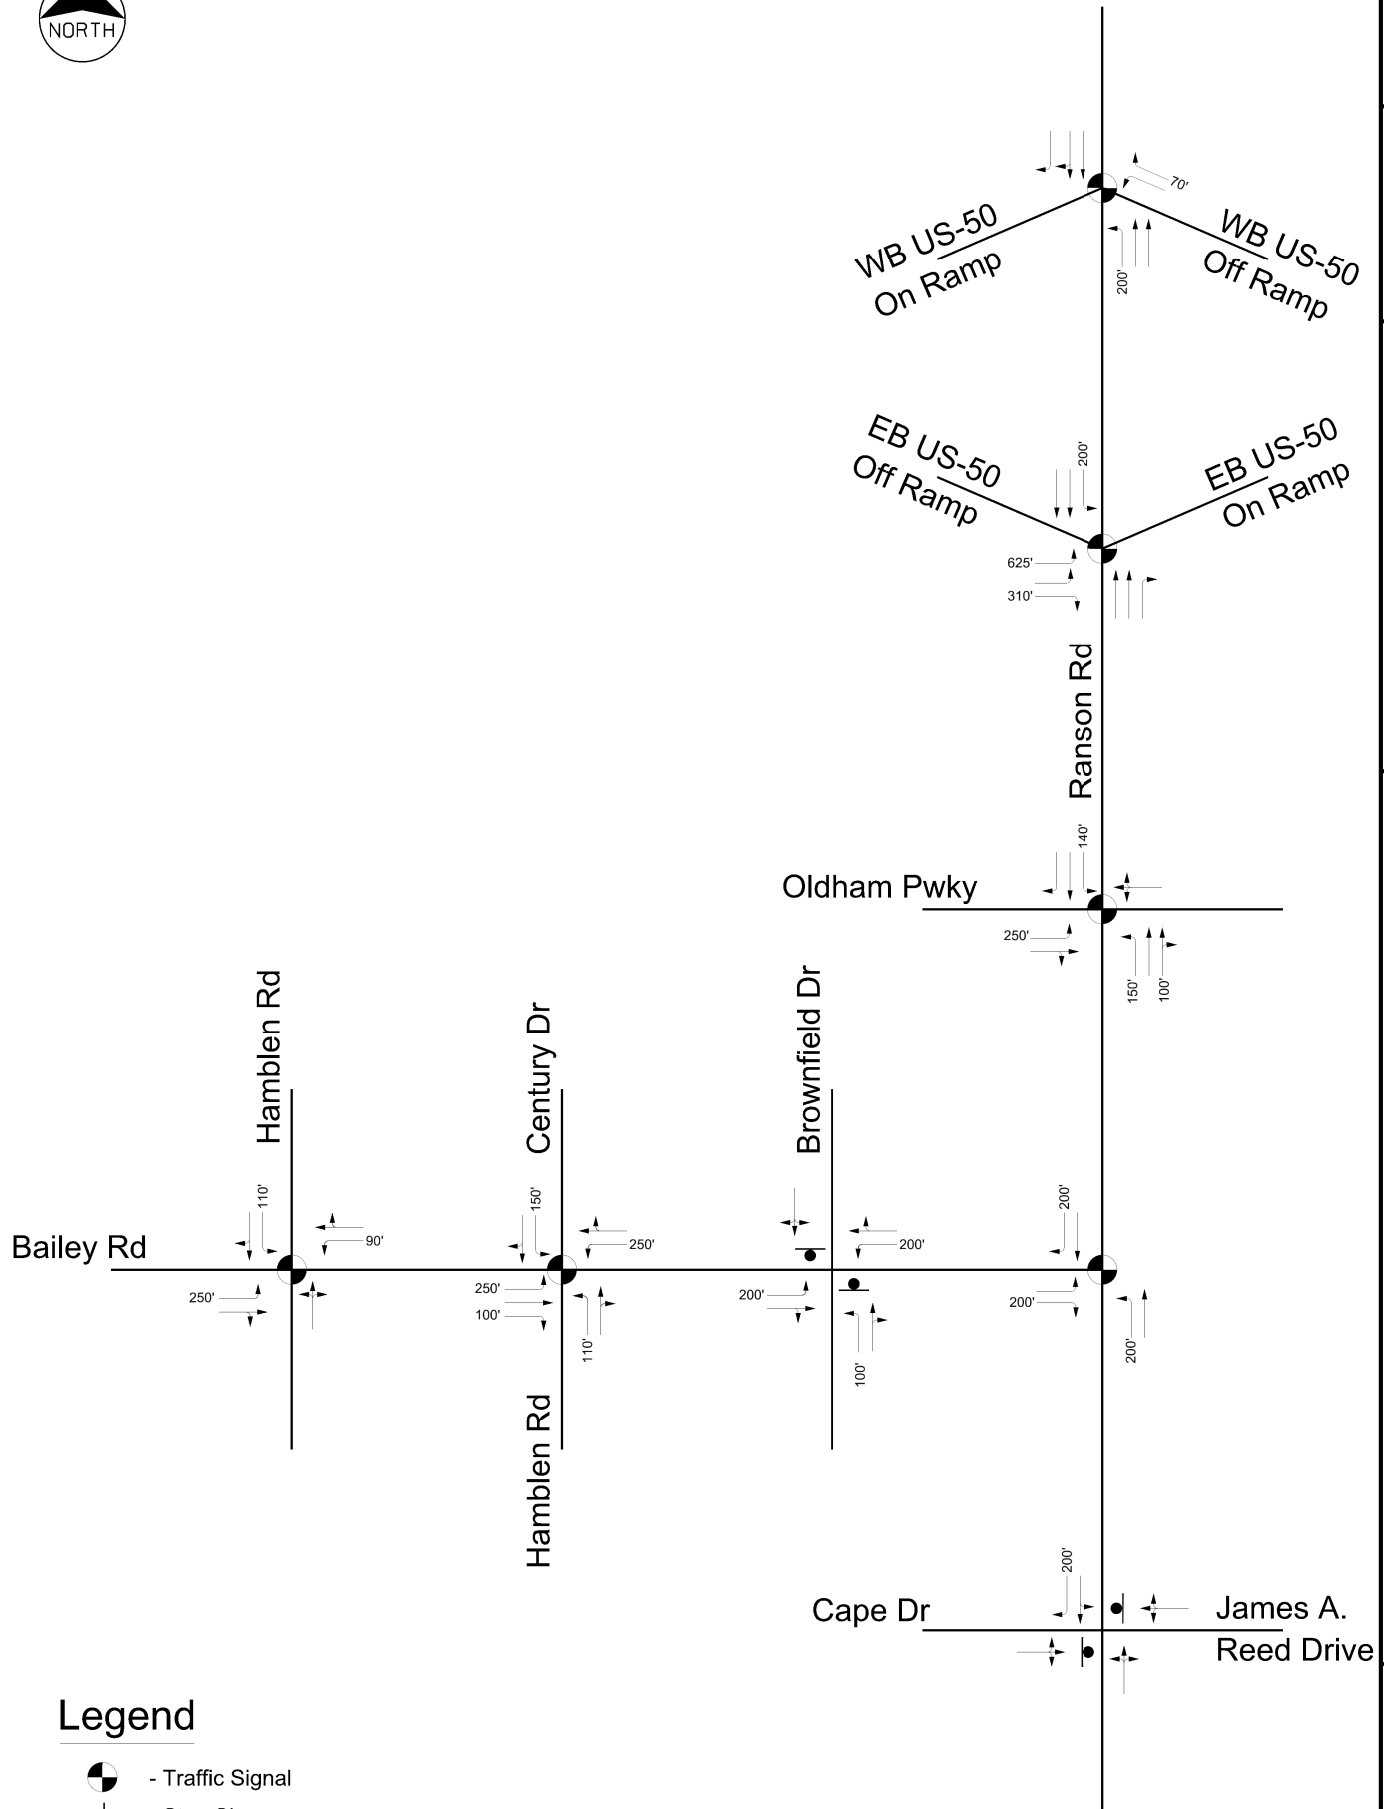 NORTH
70'
WB US-50
On Ramp
WB US-50
Off Ramp
200'
EB US-50
Off Ramp
200'
EB US-50
On Ramp
625'
310'
Ranson Rd
140'
Oldham Pwky
250'
150'
100'
Hamblen Rd
Century Dr
Brownfield Dr
110'
150'
200'
Bailey Rd
90'
250'
200'
250'
250'
100'
200'
200'
110'
100'
200'
Hamblen Rd
200'
Cape Dr
James A.
Reed Drive
Legend
- Traffic Signal